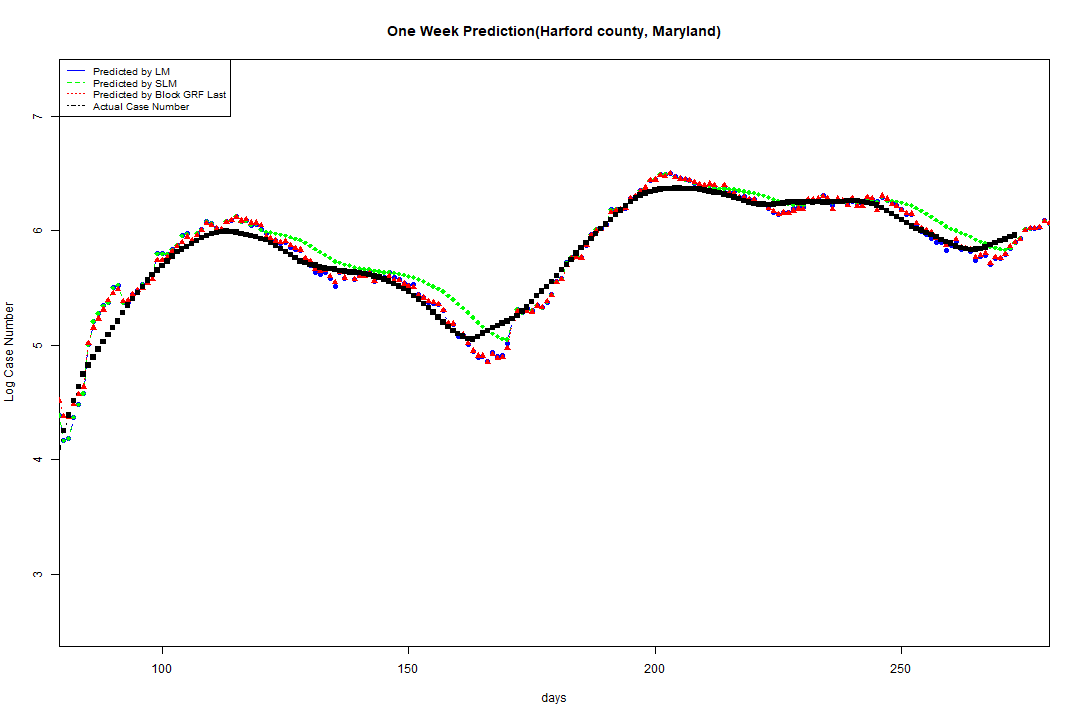 One Week Prediction(Harford county, Maryland)
Predicted by LM
Predicted by SLM
Predicted by Block GRF Last
Actual Case Number
7
6
5
4
3
Log Case Number
100 150 200 250
days